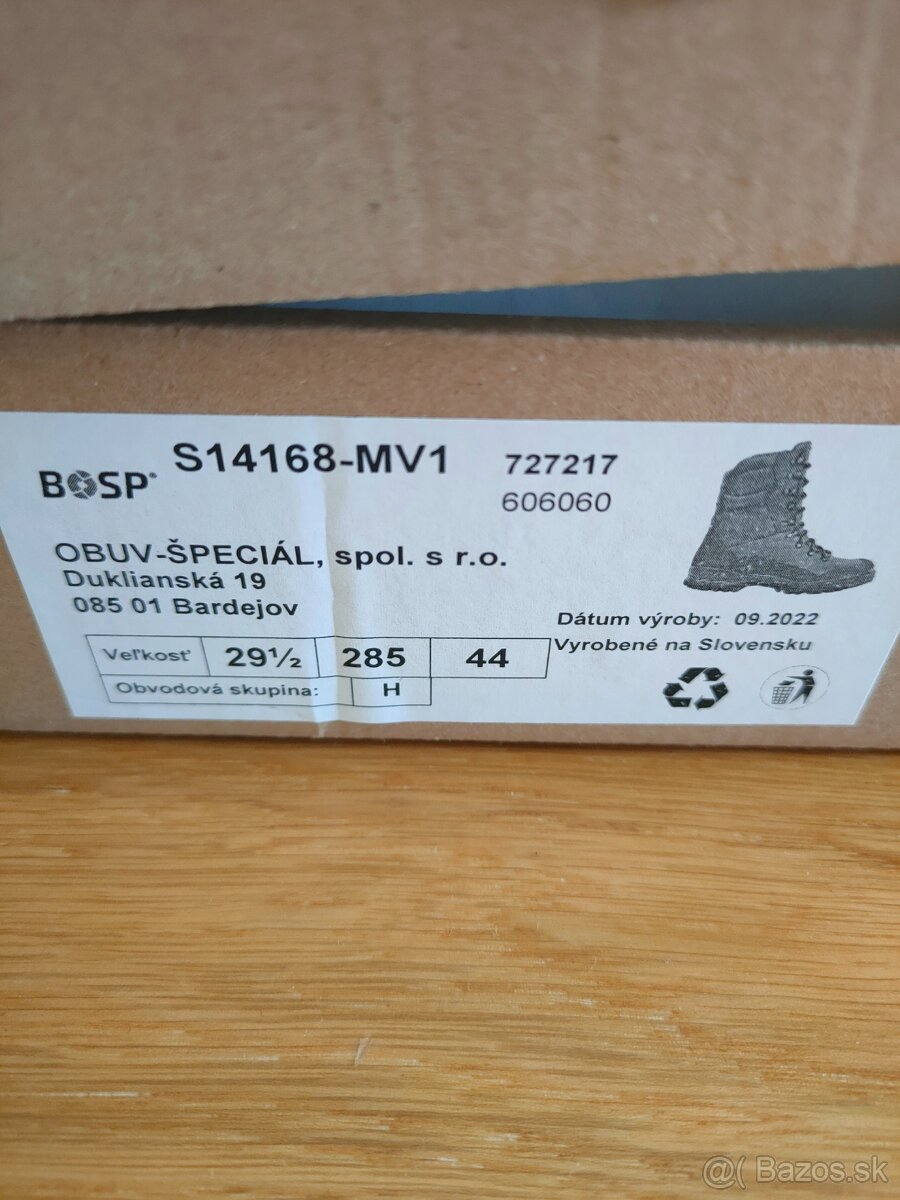 BOSP®
S14168-MV1
727217
606060
OBUV-ŠPECIÁL, spol. s r.o.
Duklianská 19
085 01 Bardejov
Dátum výroby: 09.2022
Vyrobené na Slovensku
Veľkosť 29½ 285 44
Obvodová skupina: H
@( Bazos.sk